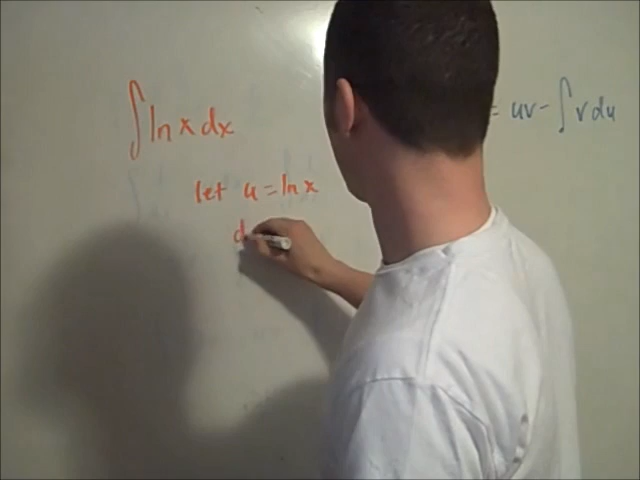 ∫ ln x dx
= uv - ∫ v du
let u = ln x
d